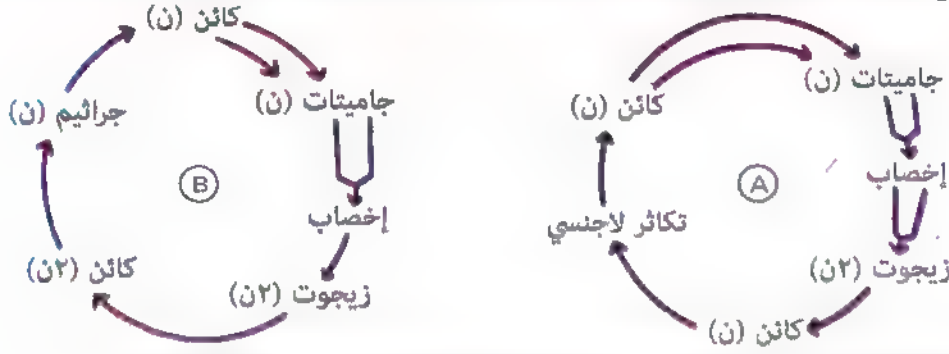 كائن (ن)
جاميتات (ن)
إخصاب
زيجوت (٢ن)
كائن (ن)
تكاثر لاجنسي
A
كائن (ن)
جاميتات (ن)
إخصاب
زيجوت (٢ن)
كائن (٢ن)
جراثيم (ن)
B